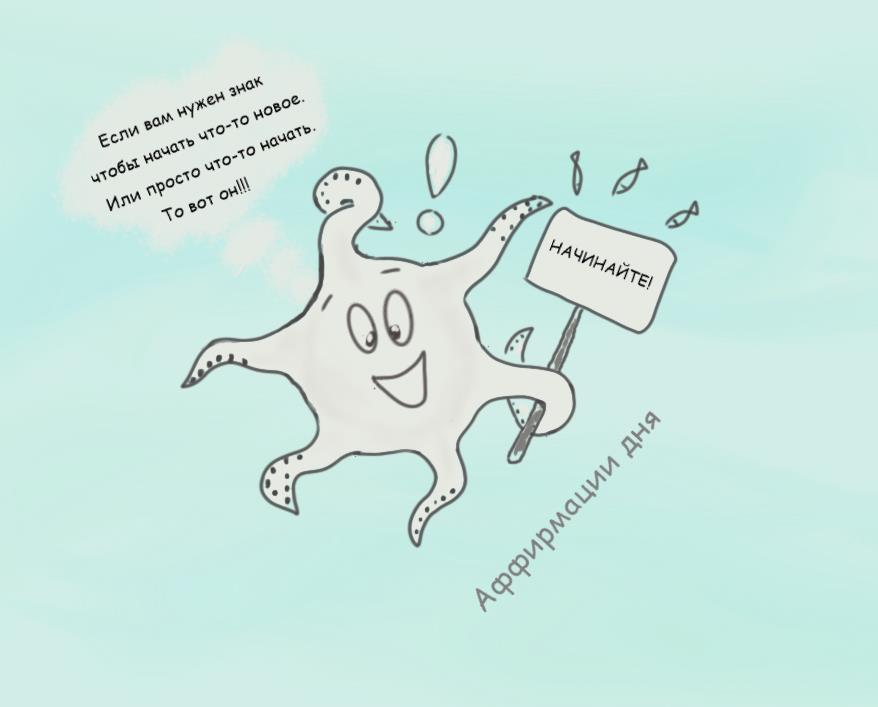 Если вам нужен знак
чтобы начать что-то новое.
Или просто что-то начать.
То вот он!!!
!
НАЧИНАЙТЕ!
Аффирмации дня